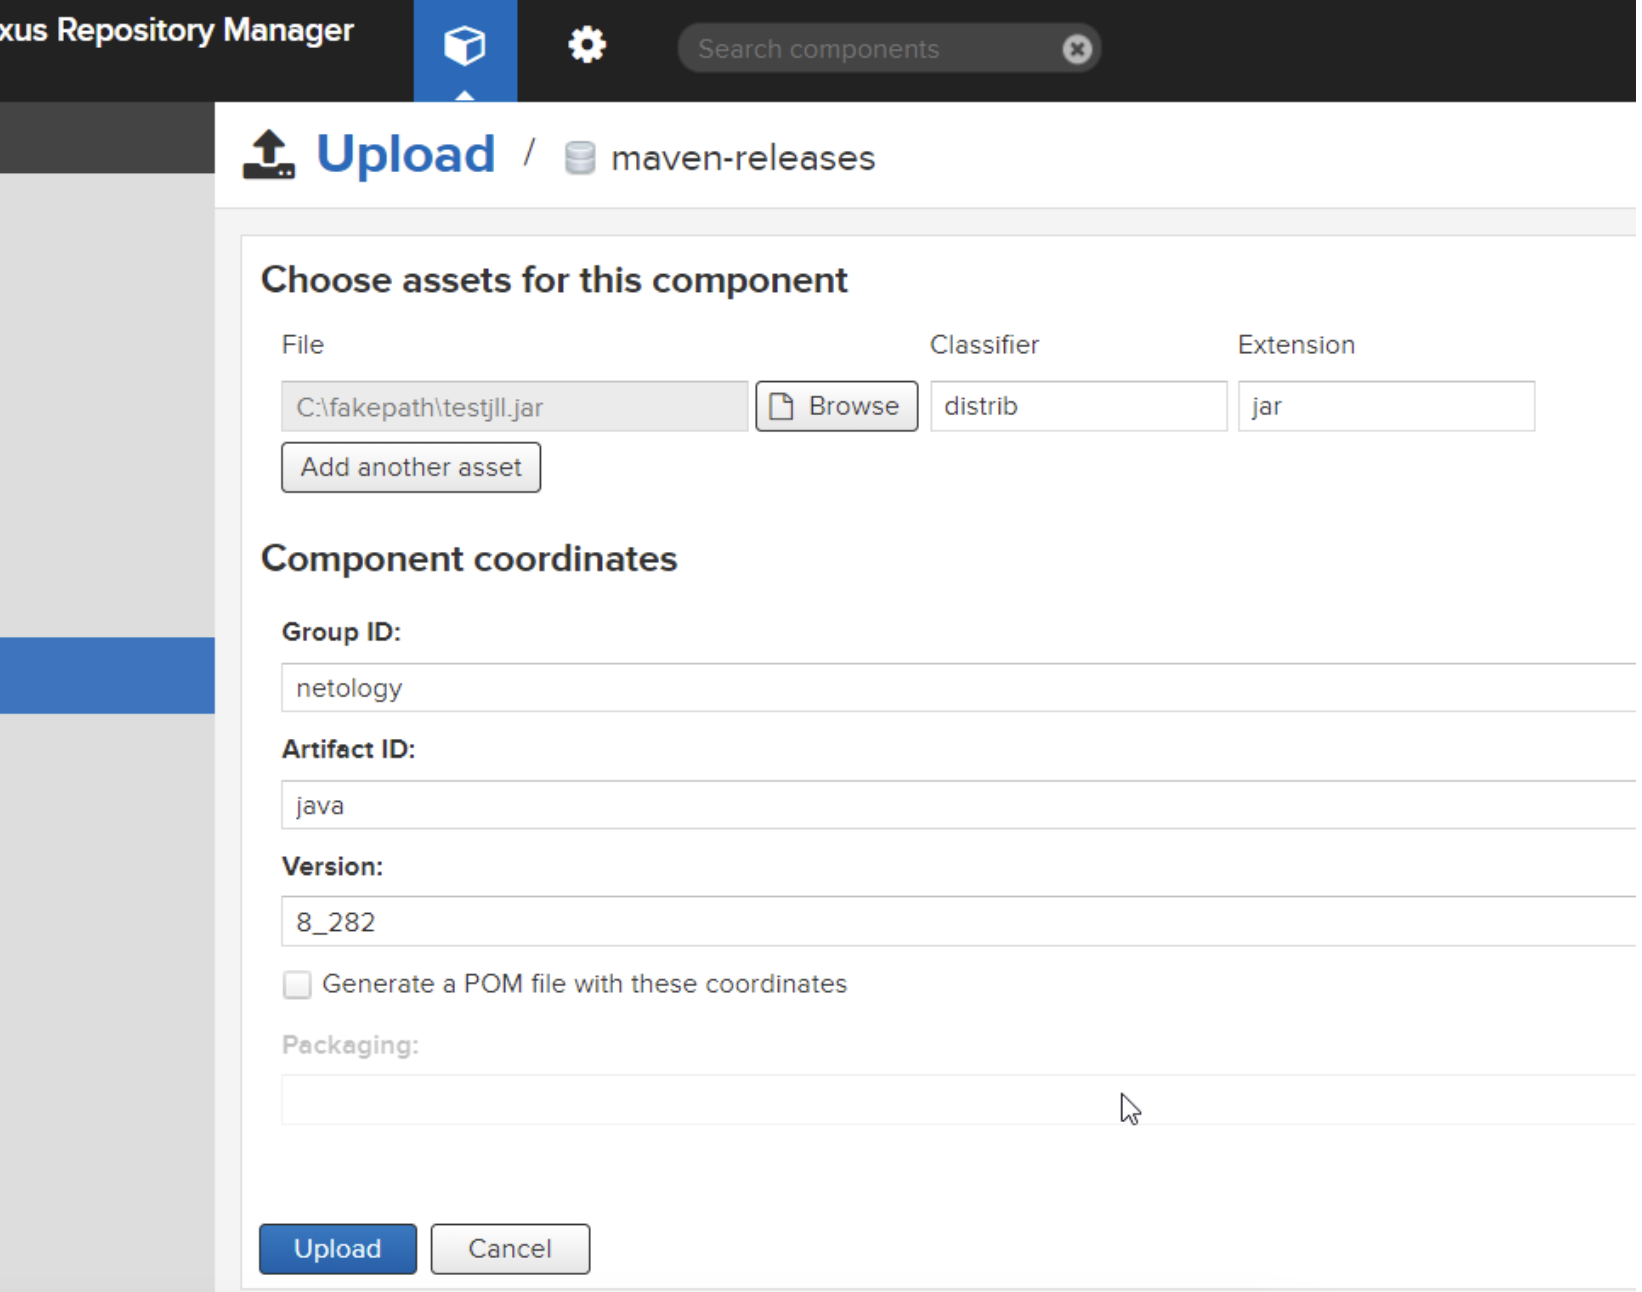 xus Repository Manager
Search components
Upload / maven-releases
Choose assets for this component
File Classifier Extension
C:\fakepath\testjll.jar Browse distrib jar
Add another asset
Component coordinates
Group ID:
netology
Artifact ID:
java
Version:
8_282
Generate a POM file with these coordinates
Packaging:
Upload Cancel